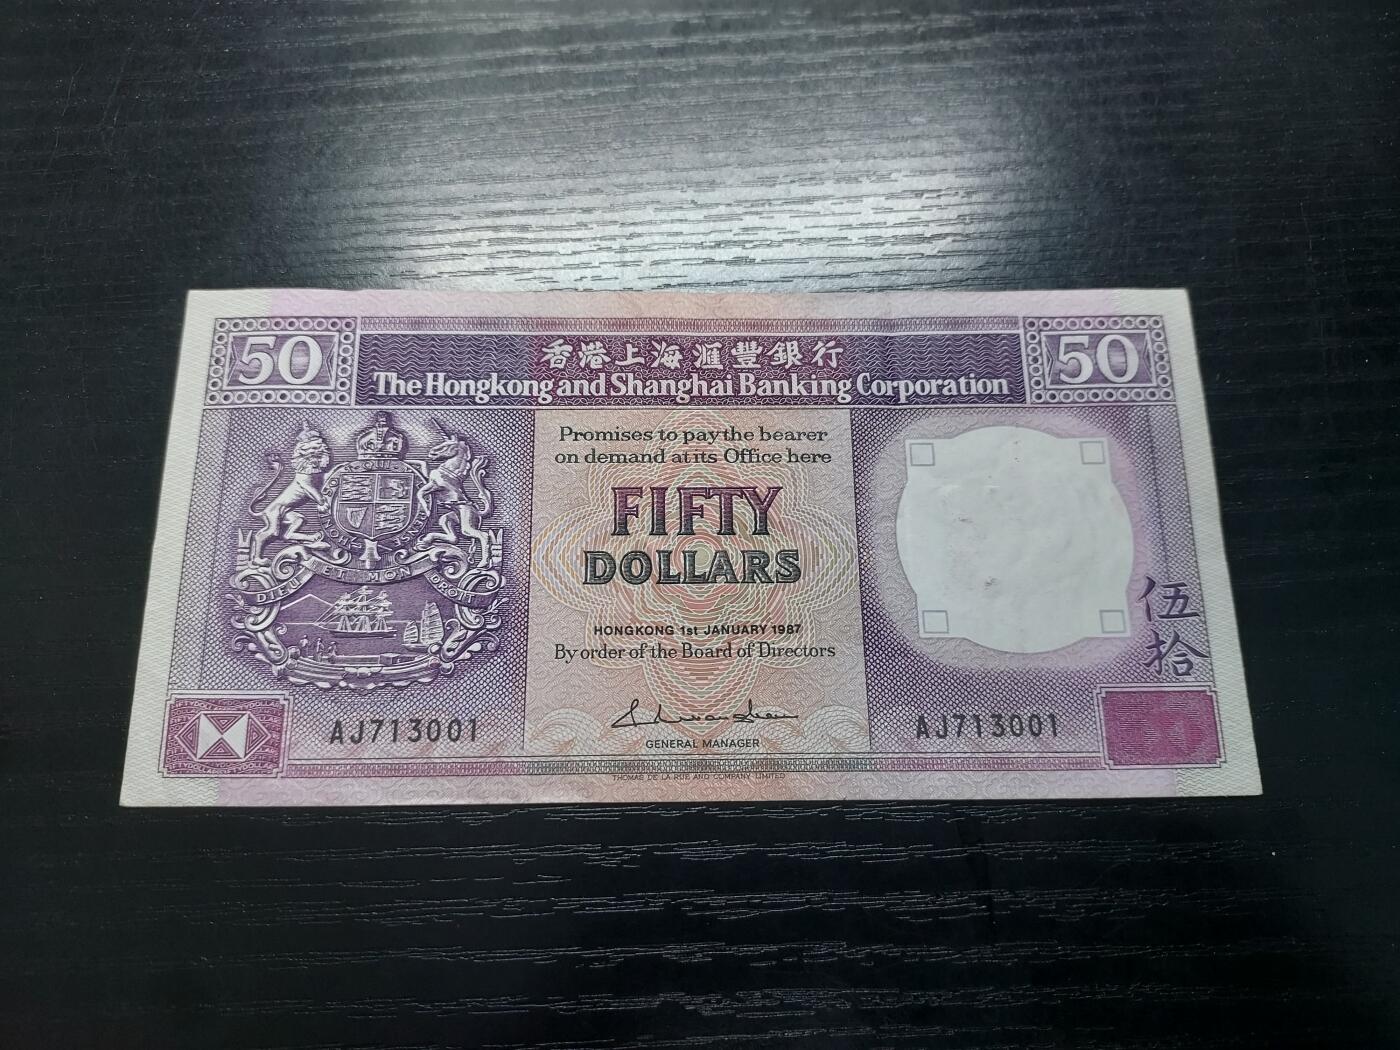 50
香港上海滙豐銀行
The Hongkong and Shanghai Banking Corporation
50
Promises to pay the bearer
on demand at its Office here
FIFTY
DOLLARS
HONGKONG 1st JANUARY 1987
By order of the Board of Directors
GENERAL MANAGER
DIEU ET MON DROIT
伍拾
AJ713001
AJ713001
THOMAS DE LA RUE AND COMPANY LIMITED